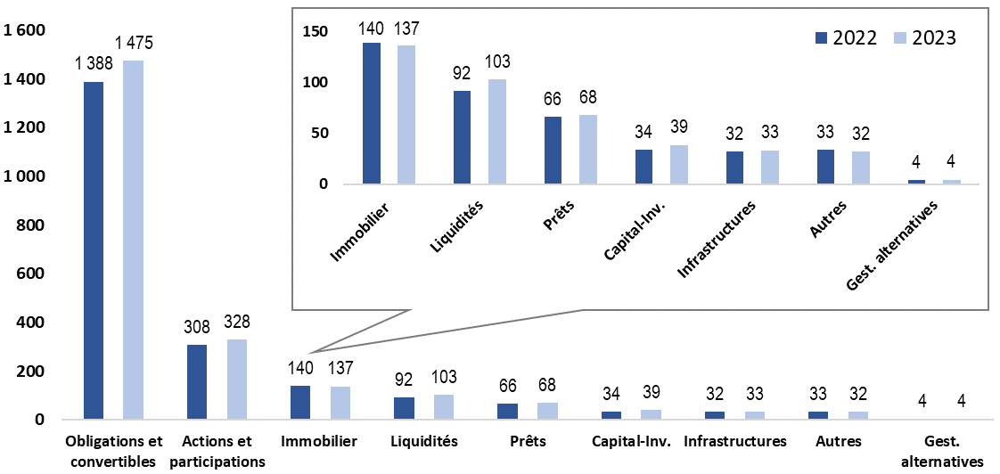 2022 2023
150
100
50
0
140 137
92 103
66 68
34 39
32 33
33 32
4 4
Immobilier
Liquidités
Prêts
Capital-Inv.
Infrastructures
Autres
Gest. alternatives
1 600
1 400
1 200
1 000
800
600
400
200
0
1 388 1 475
308 328
140 137
92 103
66 68
34 39
32 33
33 32
4 4
Obligations et
convertibles
Actions et
participations
Immobilier
Liquidités
Prêts
Capital-Inv.
Infrastructures
Autres
Gest.
alternatives